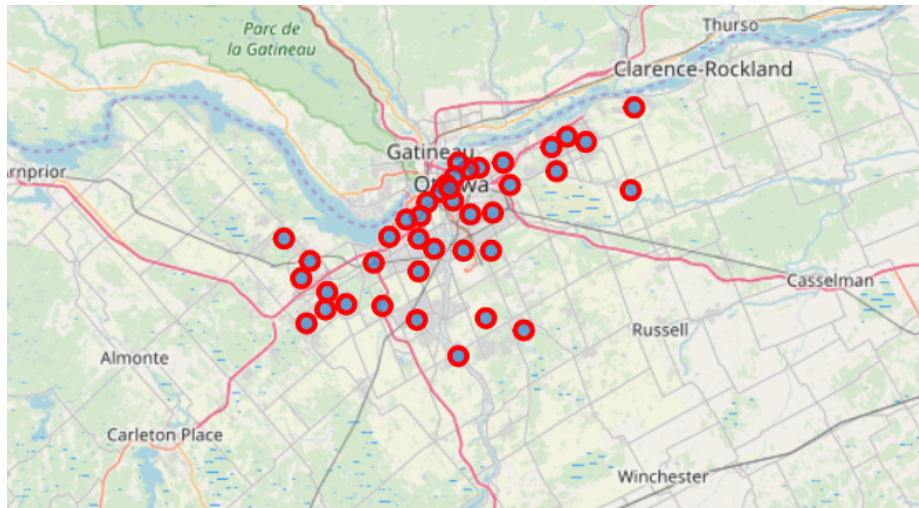 Parc de
la Gatineau
Thurso
Clarence-Rockland
Gatineau
Casselman
Russell
Almonte
Carleton Place
Winchester